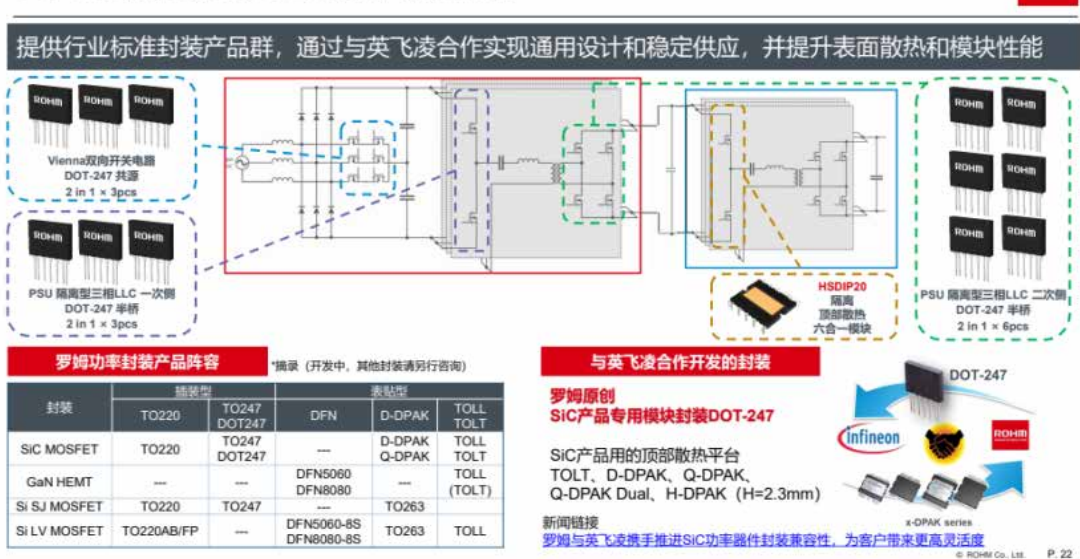 提供行业标准封装产品群，通过与英飞凌合作实现通用设计和稳定供应，并提升表面散热和模块性能
ROHM ROHM ROHM
Vienna双向开关电路
DOT-247 共源
2 in 1 × 3pcs
ROHM ROHM ROHM
PSU 隔离型三相LLC 一次侧
DOT-247 半桥
2 in 1 × 3pcs
HSDIP20
隔离
顶部散热
六合一模块
ROHM ROHM
ROHM ROHM
ROHM ROHM
PSU 隔离型三相LLC 二次侧
DOT-247 半桥
2 in 1 × 6pcs
罗姆功率封装产品阵容
*摘录（开发中，其他封装请另行咨询）
封装 插装型 表贴型
TO220 TO247 DOT247 DFN D-DPAK TOLL TOLT
SiC MOSFET TO220 TO247 DOT247 --- D-DPAK Q-DPAK TOLL TOLT
GaN HEMT --- --- DFN5060 DFN8080 --- TOLL (TOLT)
Si SJ MOSFET TO220 TO247 TO263
Si LV MOSFET TO220AB/FP --- DFN5060-8S DFN8080-8S TO263 TOLL
与英飞凌合作开发的封装
罗姆原创
SiC产品专用模块封装DOT-247
SiC产品用的顶部散热平台
TOLT、D-DPAK、Q-DPAK、
Q-DPAK Dual、H-DPAK（H=2.3mm）
新闻链接
罗姆与英飞凌携手推进SiC功率器件封装兼容性，为客户带来更高灵活度
DOT-247
infineon
ROHM
x-DPAK series
© ROHM Co., Ltd. P. 22